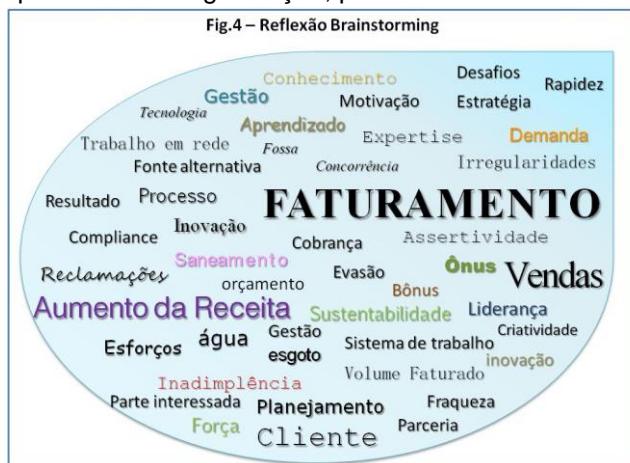 Fig.4 – Reflexão Brainstorming
Conhecimento Desafios
Gestão Motivação Estratégia Rapidez
Tecnologia Aprendizado Expertise Demanda
Trabalho em rede Fossa
Fonte alternativa Concorrência Irregularidades
Resultado Processo FATURAMENTO
Inovação
Compliance Cobrança Assertividade
Reclamações Saneamento Evasão Ônus Vendas
orçamento Bônus
Aumento da Receita Sustentabilidade Liderança
Esforços água Gestão Sistema de trabalho Criatividade
esgoto inovação
Inadimplência Volume Faturado
Parte interessada Planejamento Fraqueza
Força Cliente Parceria